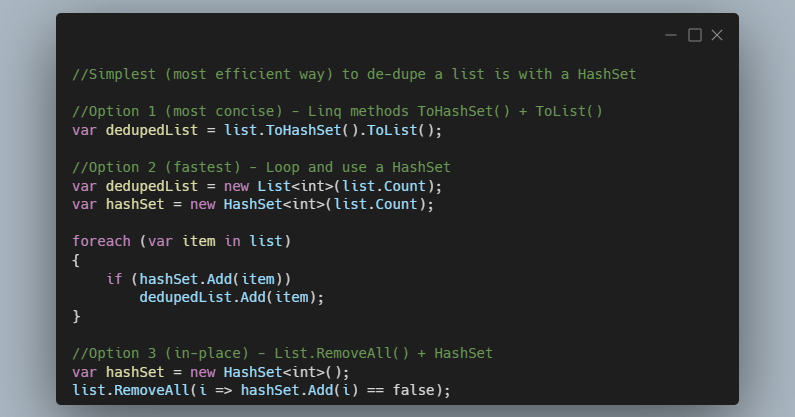 //Simplest (most efficient way) to de-dupe a list is with a HashSet
//Option 1 (most concise) - Linq methods ToHashSet() + ToList()
var dedupedList = list.ToHashSet().ToList();
//Option 2 (fastest) - Loop and use a HashSet
var dedupedList = new List<int>(list.Count);
var hashSet = new HashSet<int>(list.Count);
foreach (var item in list)
{
    if (hashSet.Add(item))
        dedupedList.Add(item);
}
//Option 3 (in-place) - List.RemoveAll() + HashSet
var hashSet = new HashSet<int>();
list.RemoveAll(i => hashSet.Add(i) == false);